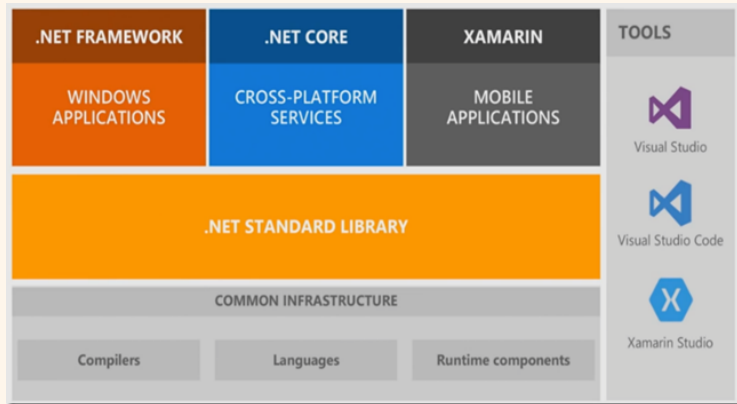 .NET FRAMEWORK
WINDOWS
APPLICATIONS
.NET CORE
CROSS-PLATFORM
SERVICES
XAMARIN
MOBILE
APPLICATIONS
.NET STANDARD LIBRARY
COMMON INFRASTRUCTURE
Compilers
Languages
Runtime components
TOOLS
Visual Studio
Visual Studio Code
Xamarin Studio